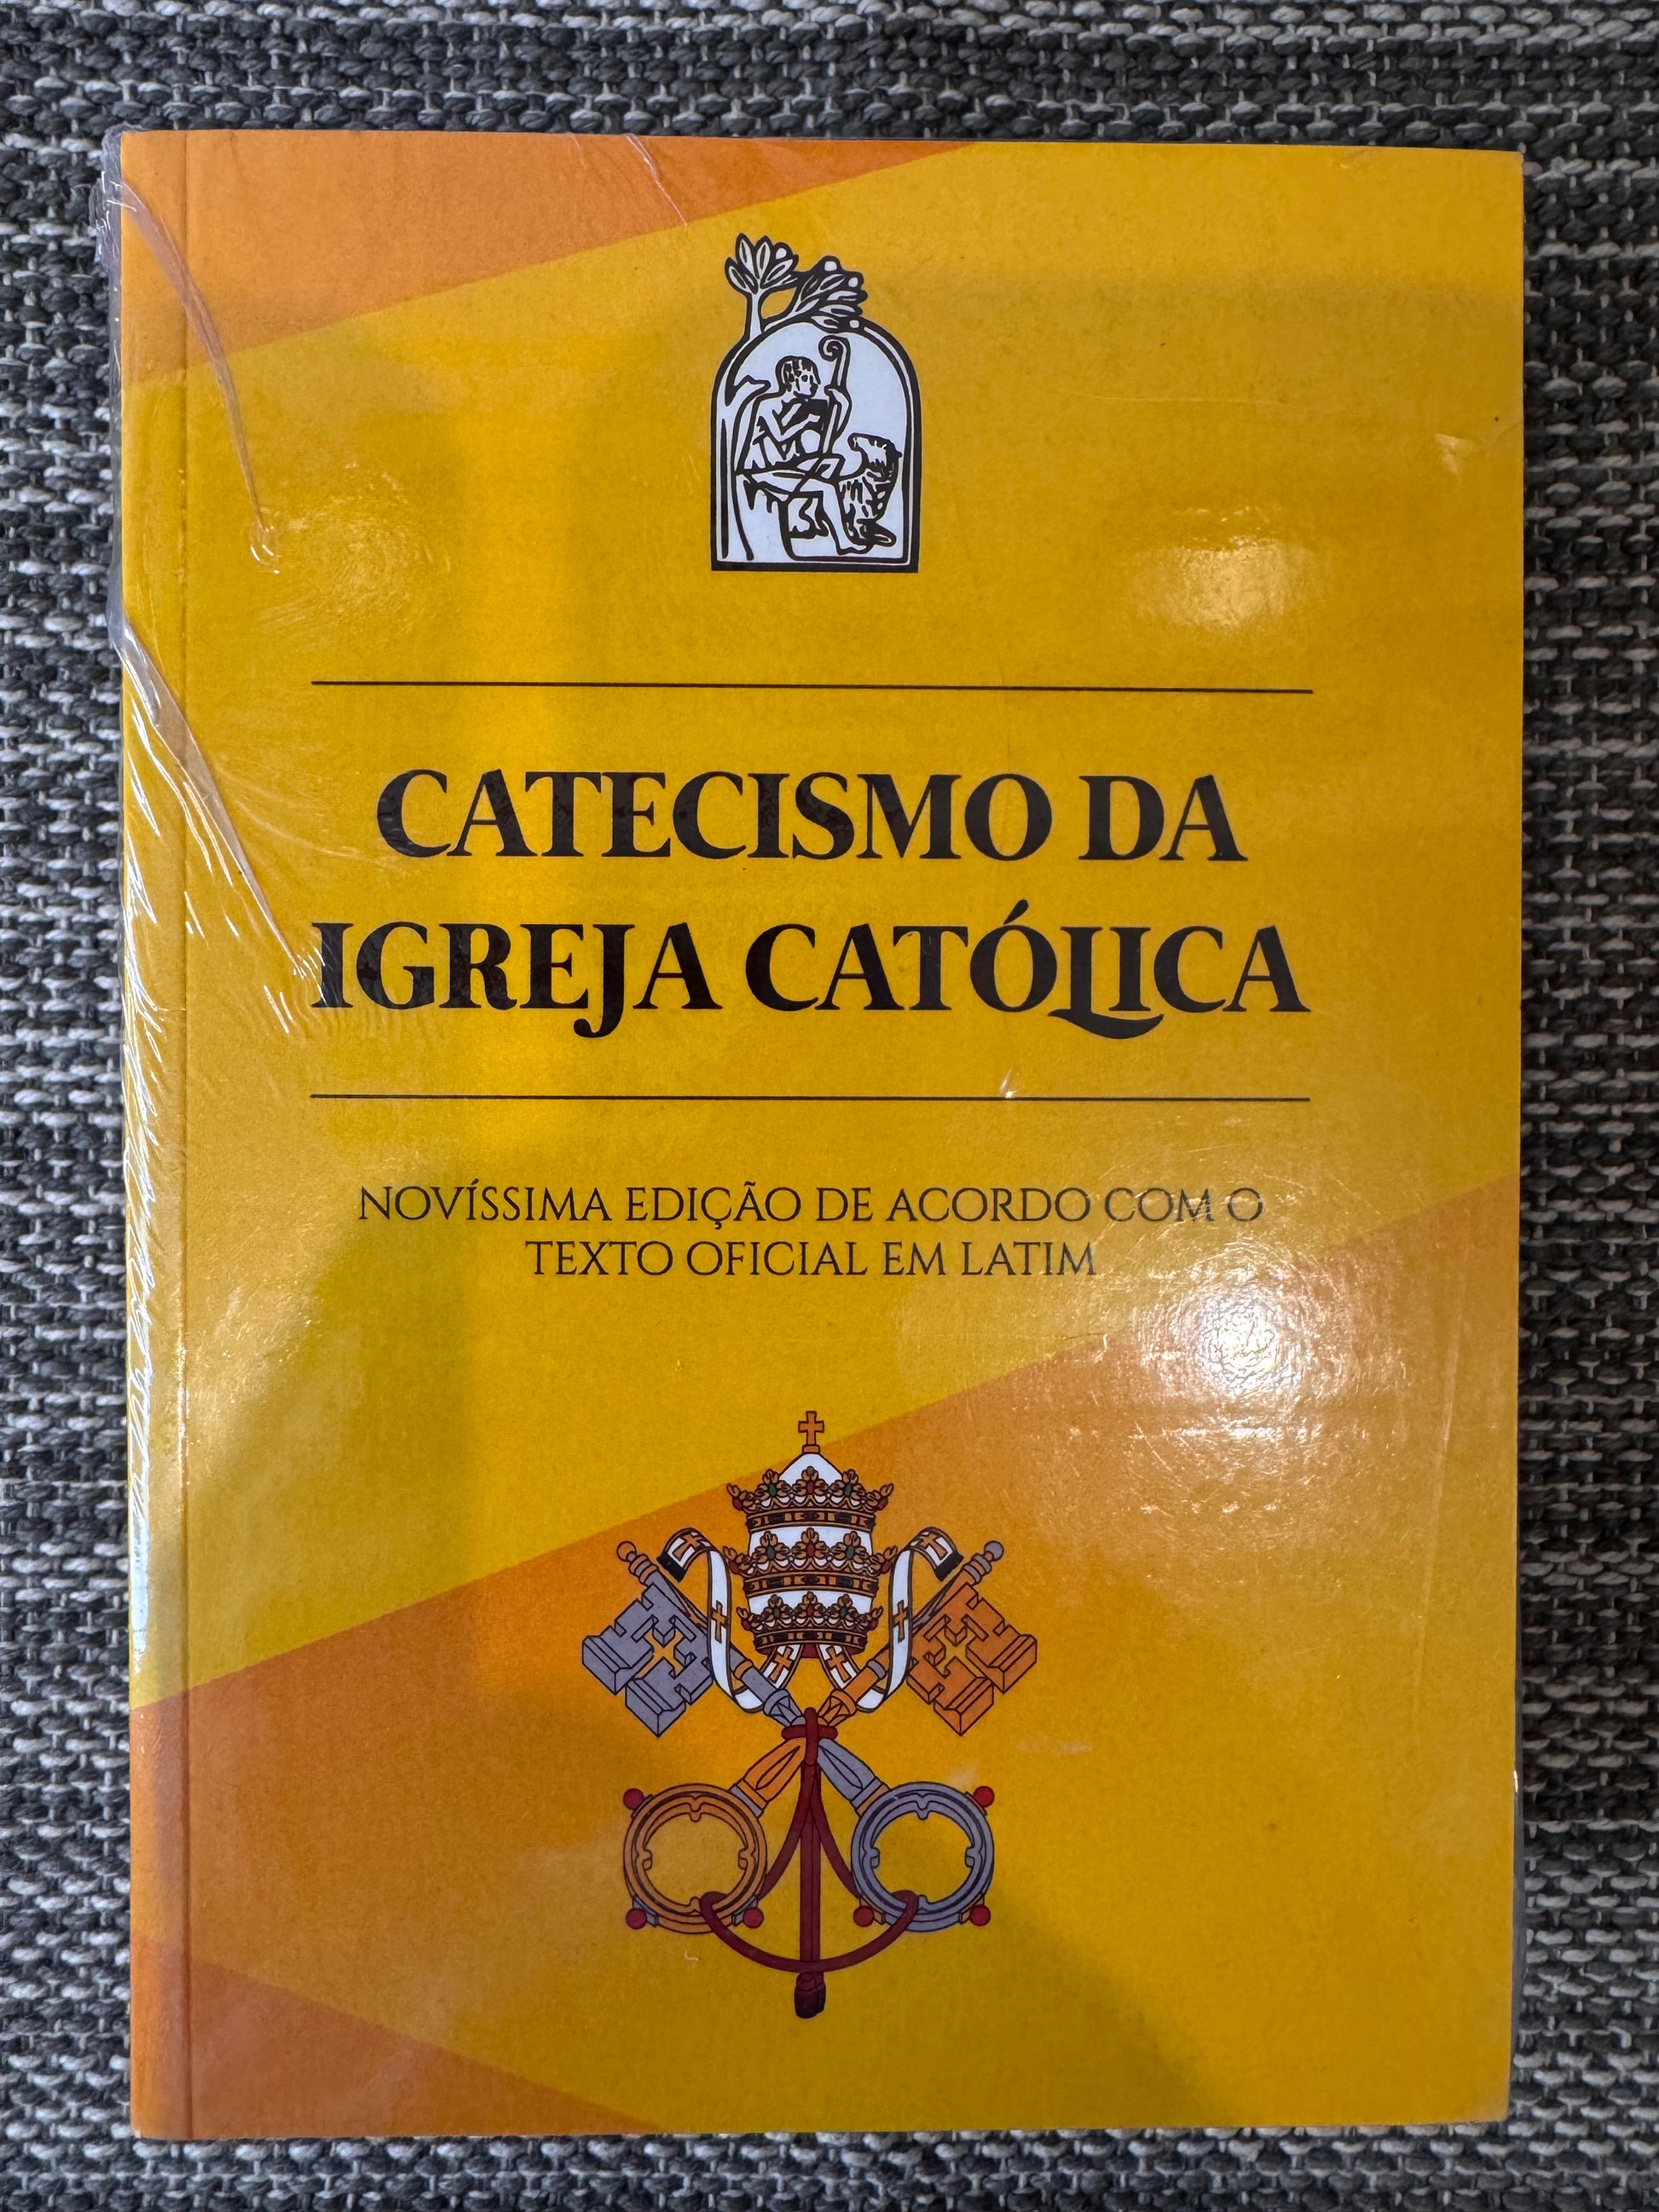 CATECISMO DA
IGREJA CATÓLICA
NOVÍSSIMA EDIÇÃO DE ACORDO COM O
TEXTO OFICIAL EM LATIM